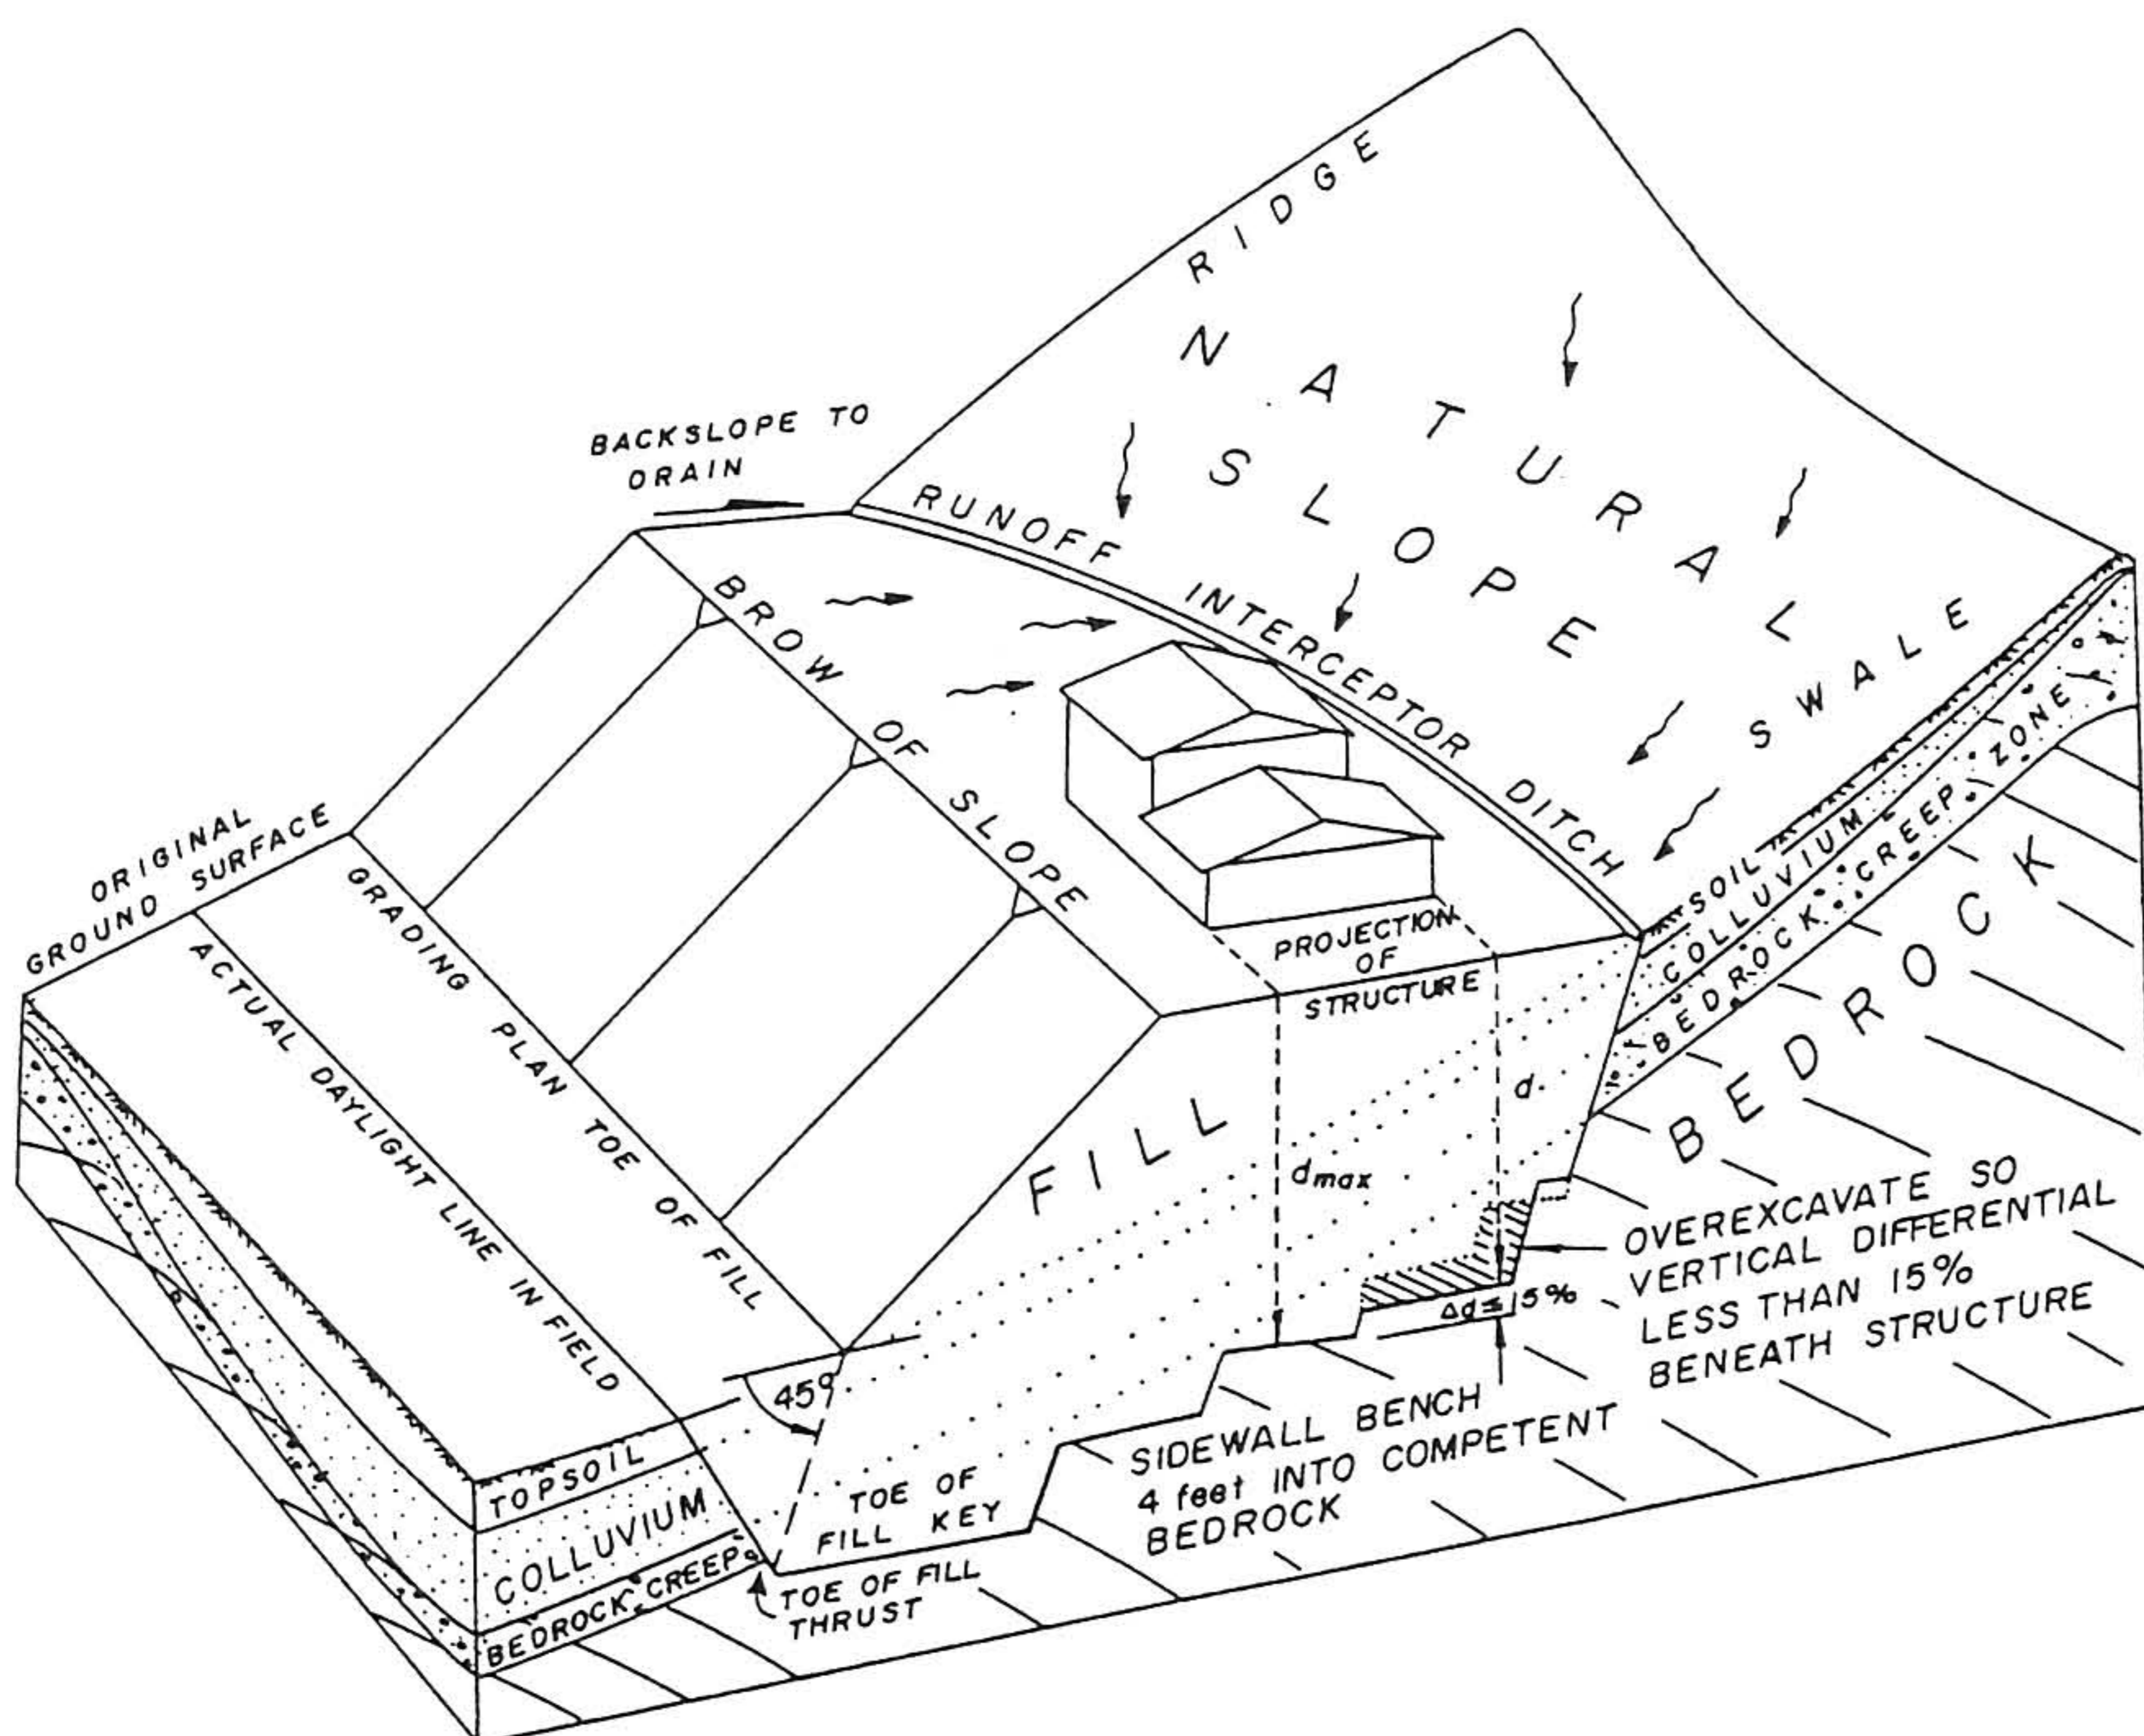 RIDGE
NATURAL
SLOPE
BACKSLOPE TO
DRAIN
RUNOFF INTERCEPTOR DITCH
BROW OF SLOPE
SWALE
ORIGINAL
GROUND SURFACE
GRADING PLAN TOE OF FILL
ACTUAL DAYLIGHT LINE IN FIELD
PROJECTION
OF
STRUCTURE
SOIL
COLLUVIUM
BEDROCK CREEP ZONE
BEDROCK
FILL
d
dmax
OVEREXCAVATE SO
VERTICAL DIFFERENTIAL
LESS THAN 15%
BENEATH STRUCTURE
Δd≤15%
45°
SIDEWALL BENCH
4 feet INTO COMPETENT
BEDROCK
TOE OF
FILL KEY
TOE OF FILL
THRUST
TOPSOIL
COLLUVIUM
BEDROCK CREEP